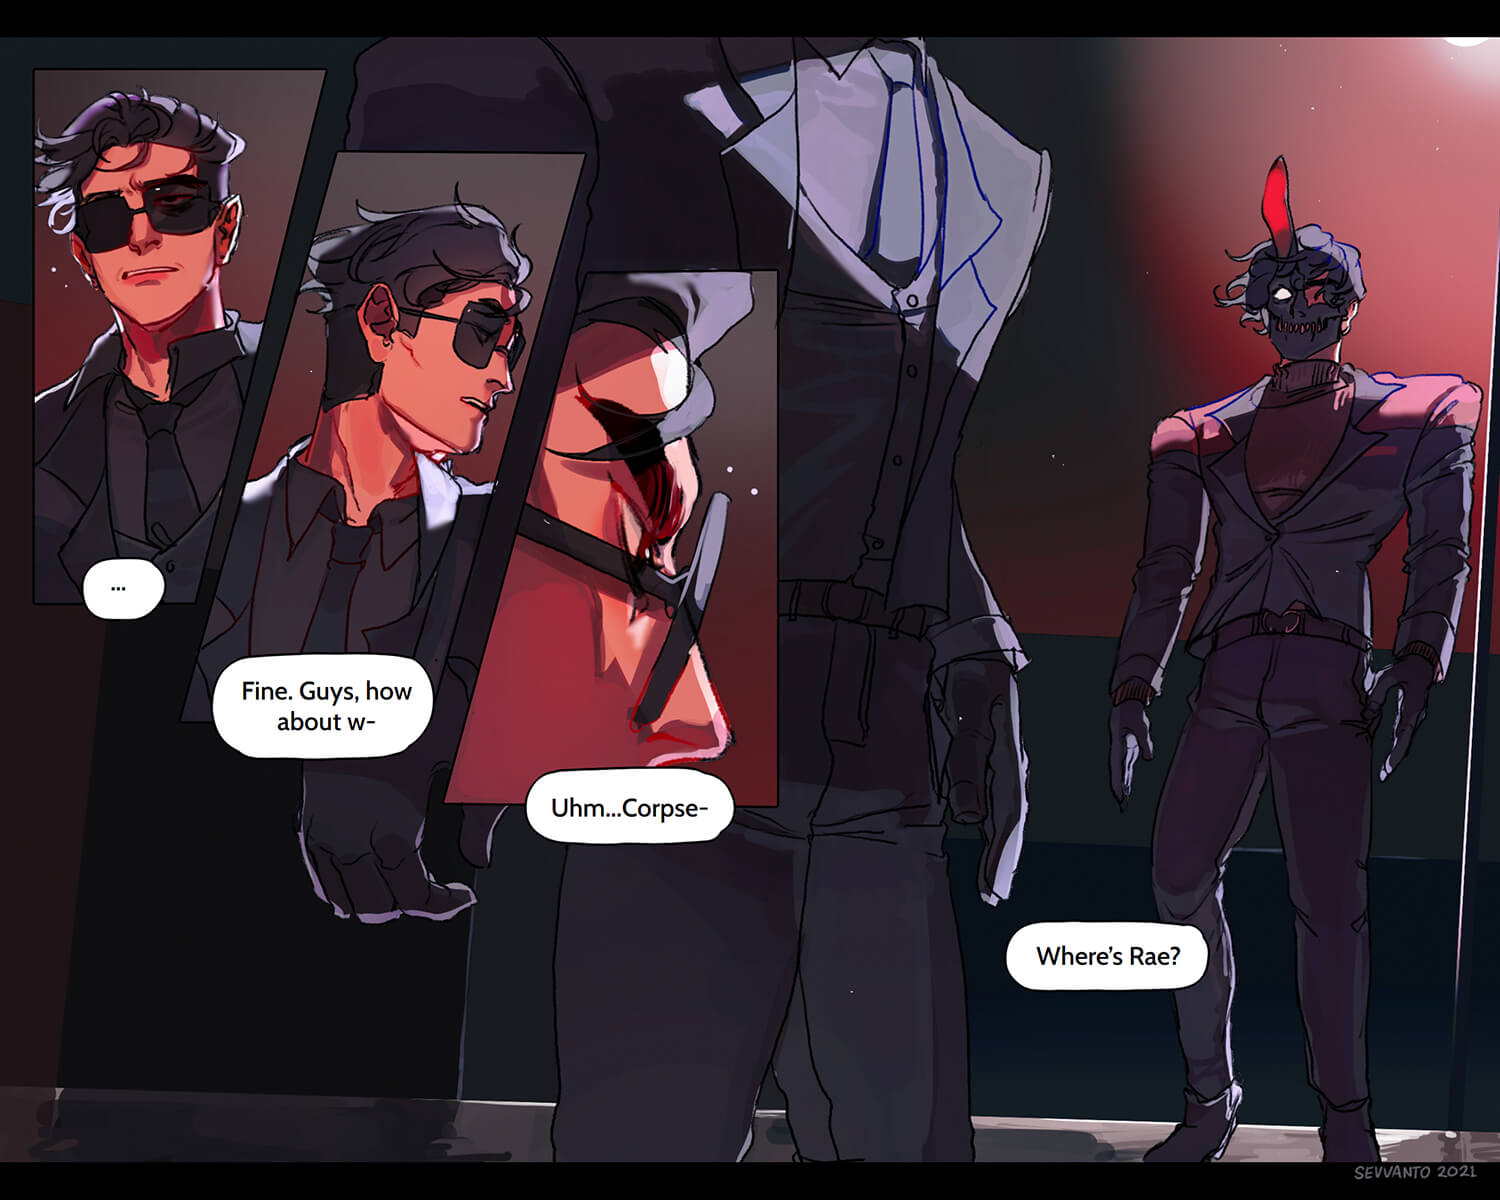 ...
Fine. Guys, how
about w-
Uhm...Corpse-
Where's Rae?
SEVVANTO 2021